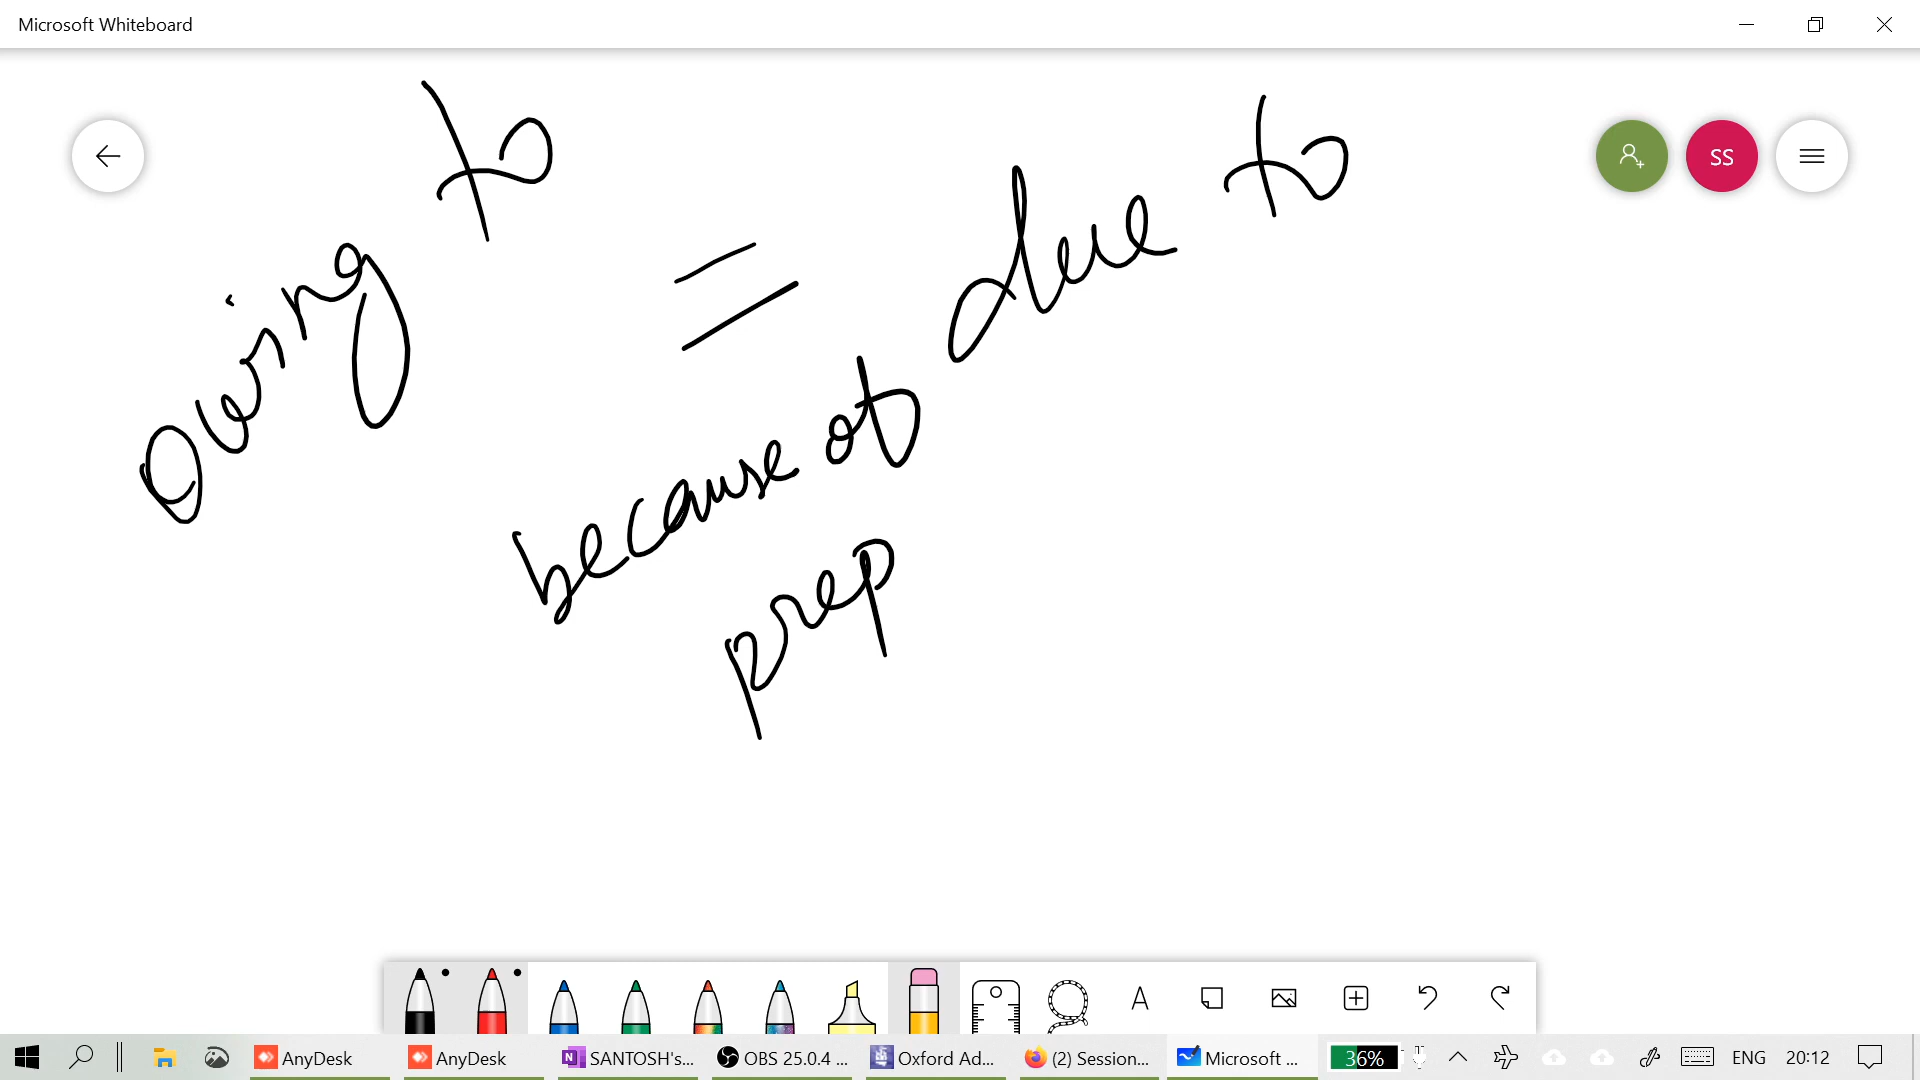 Microsoft Whiteboard
SS
owing to = due to
because of
prep
A
AnyDesk
AnyDesk
SANTOSH's...
OBS 25.0.4 ...
Oxford Ad...
(2) Session...
Microsoft ...
36%
ENG
20:12